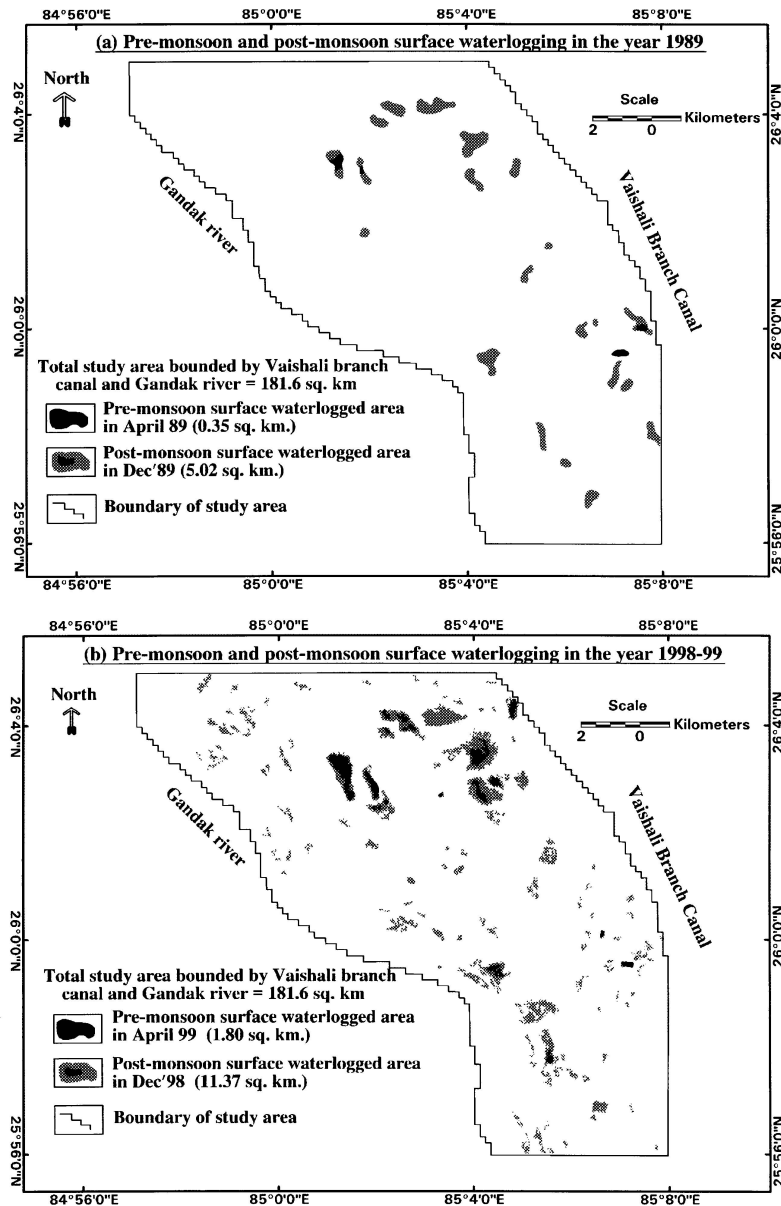 84°56'0"E 85°0'0"E 85°4'0"E 85°8'0"E
(a) Pre-monsoon and post-monsoon surface waterlogging in the year 1989
North
Scale
2 0 Kilometers
26°4'0"N
26°4'0"N
Gandak river
Vaishali Branch Canal
26°0'0"N
26°0'0"N
Total study area bounded by Vaishali branch
canal and Gandak river = 181.6 sq. km
Pre-monsoon surface waterlogged area
in April 89 (0.35 sq. km.)
Post-monsoon surface waterlogged area
in Dec'89 (5.02 sq. km.)
Boundary of study area
25°56'0"N
25°56'0"N
84°56'0"E 85°0'0"E 85°4'0"E 85°8'0"E
84°56'0"E 85°0'0"E 85°4'0"E 85°8'0"E
(b) Pre-monsoon and post-monsoon surface waterlogging in the year 1998-99
North
Scale
2 0 Kilometers
26°4'0"N
26°4'0"N
Gandak river
Vaishali Branch Canal
26°0'0"N
26°0'0"N
Total study area bounded by Vaishali branch
canal and Gandak river = 181.6 sq. km
Pre-monsoon surface waterlogged area
in April 99 (1.80 sq. km.)
Post-monsoon surface waterlogged area
in Dec'98 (11.37 sq. km.)
Boundary of study area
25°56'0"N
25°56'0"N
84°56'0"E 85°0'0"E 85°4'0"E 85°8'0"E